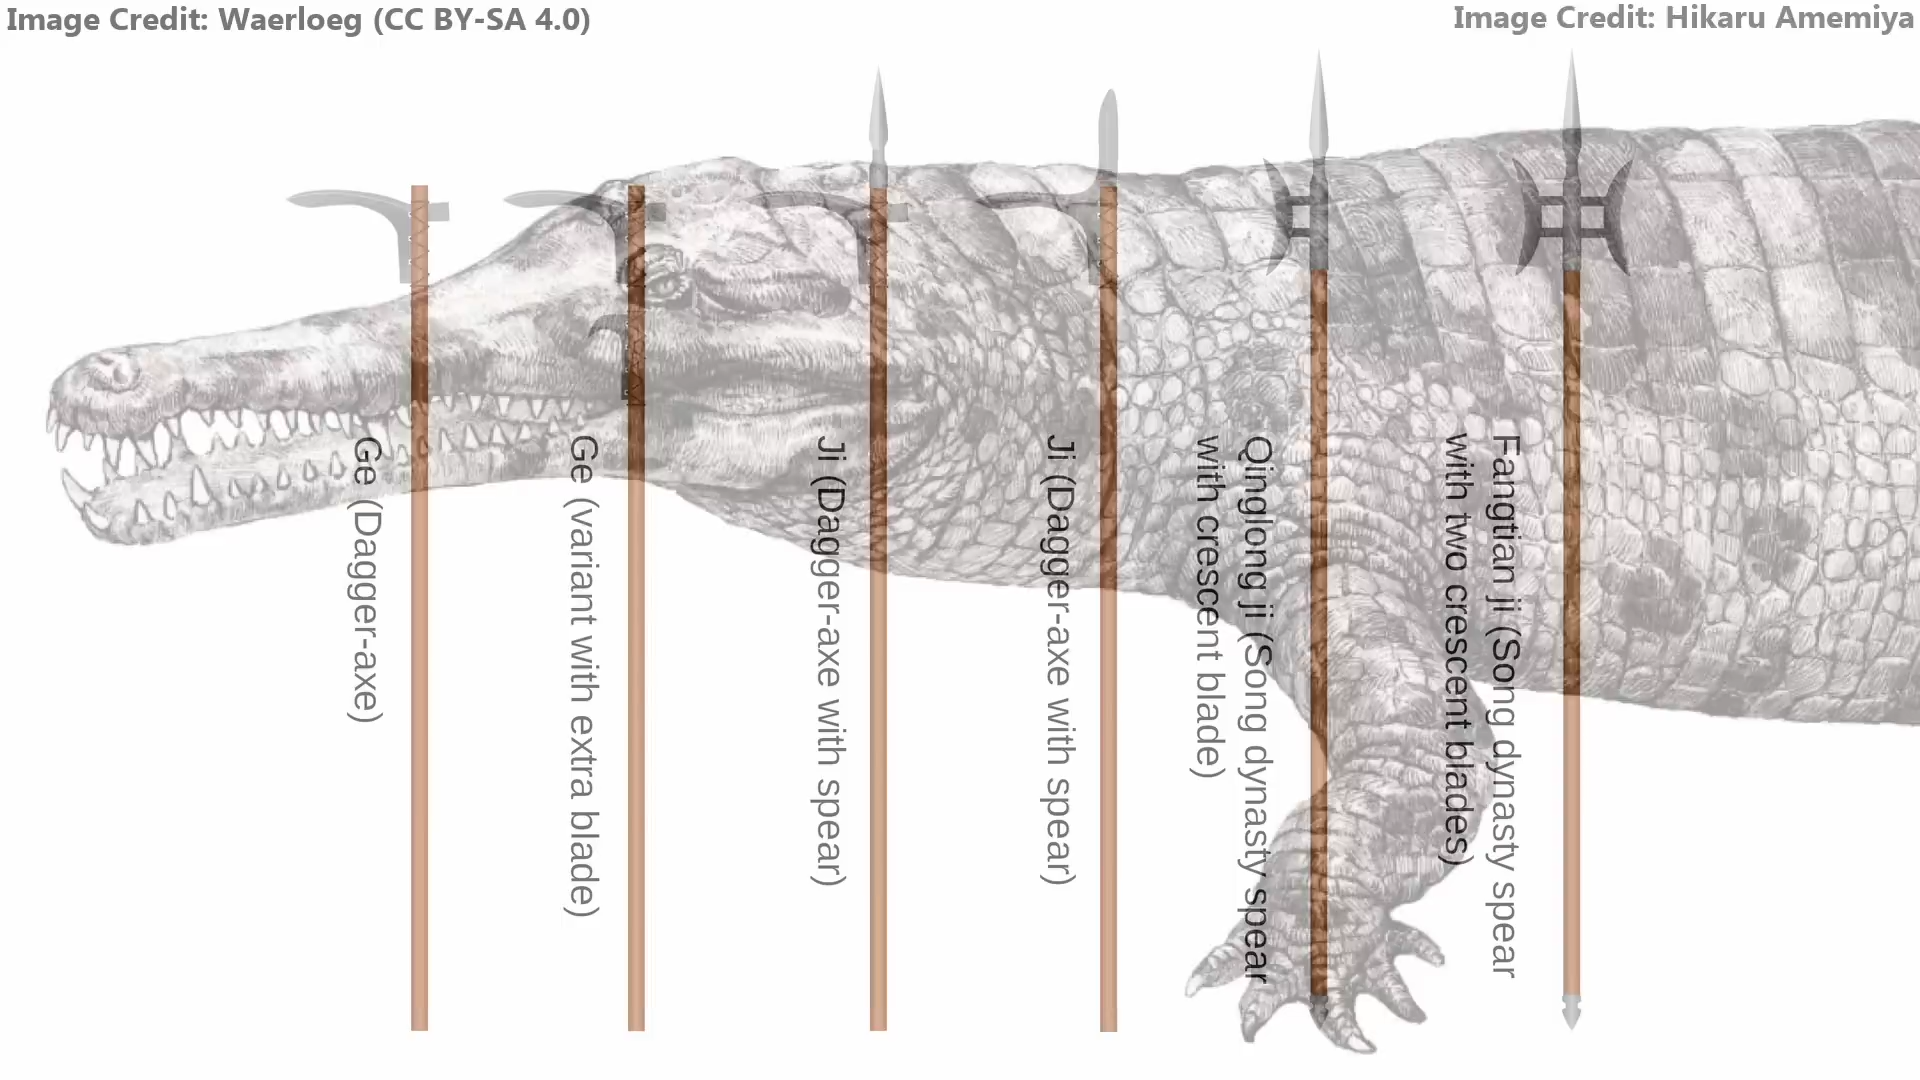 Image Credit: Waerloeg (CC BY-SA 4.0)
Image Credit: Hikaru Amemiya
Ge (Dagger-axe)
Ge (variant with extra blade)
Ji (Dagger-axe with spear)
Ji (Dagger-axe with spear)
Qinglong ji (Song dynasty spear
with crescent blade)
Fangtian ji (Song dynasty spear
with two crescent blades)